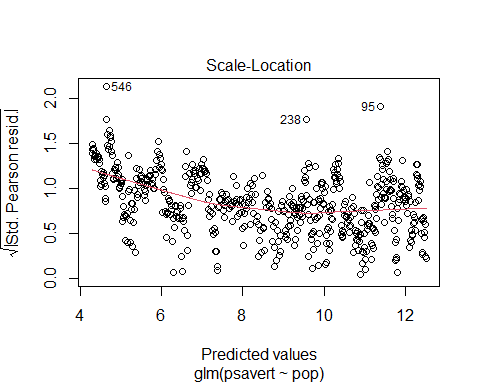 Scale-Location
√|Std. Pearson resid.|
2.0
1.5
1.0
0.5
0.0
546
238
95
4 6 8 10 12
Predicted values
glm(psavert ~ pop)